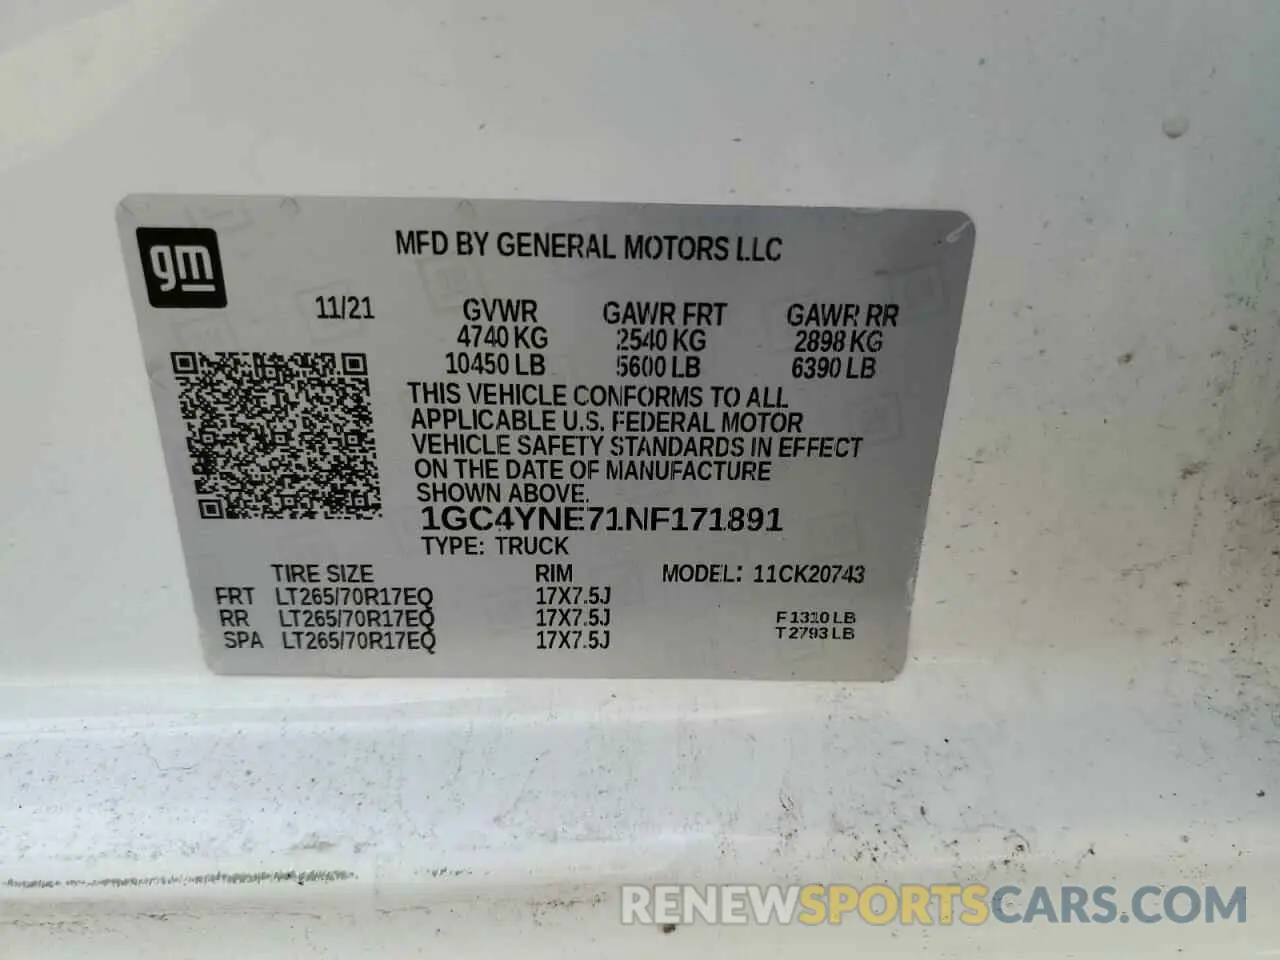 gm
MFD BY GENERAL MOTORS LLC
11/21 GVWR GAWR FRT GAWR RR
4740 KG 2540 KG 2898 KG
10450 LB 5600 LB 6390 LB
THIS VEHICLE CONFORMS TO ALL
APPLICABLE U.S. FEDERAL MOTOR
VEHICLE SAFETY STANDARDS IN EFFECT
ON THE DATE OF MANUFACTURE
SHOWN ABOVE.
1GC4YNE71NF171891
TYPE: TRUCK
TIRE SIZE RIM MODEL: 11CK20743
FRT LT265/70R17EQ 17X7.5J
RR LT265/70R17EQ 17X7.5J F 1310 LB
SPA LT265/70R17EQ 17X7.5J T 2793 LB
RENEWSPORTSCARS.COM